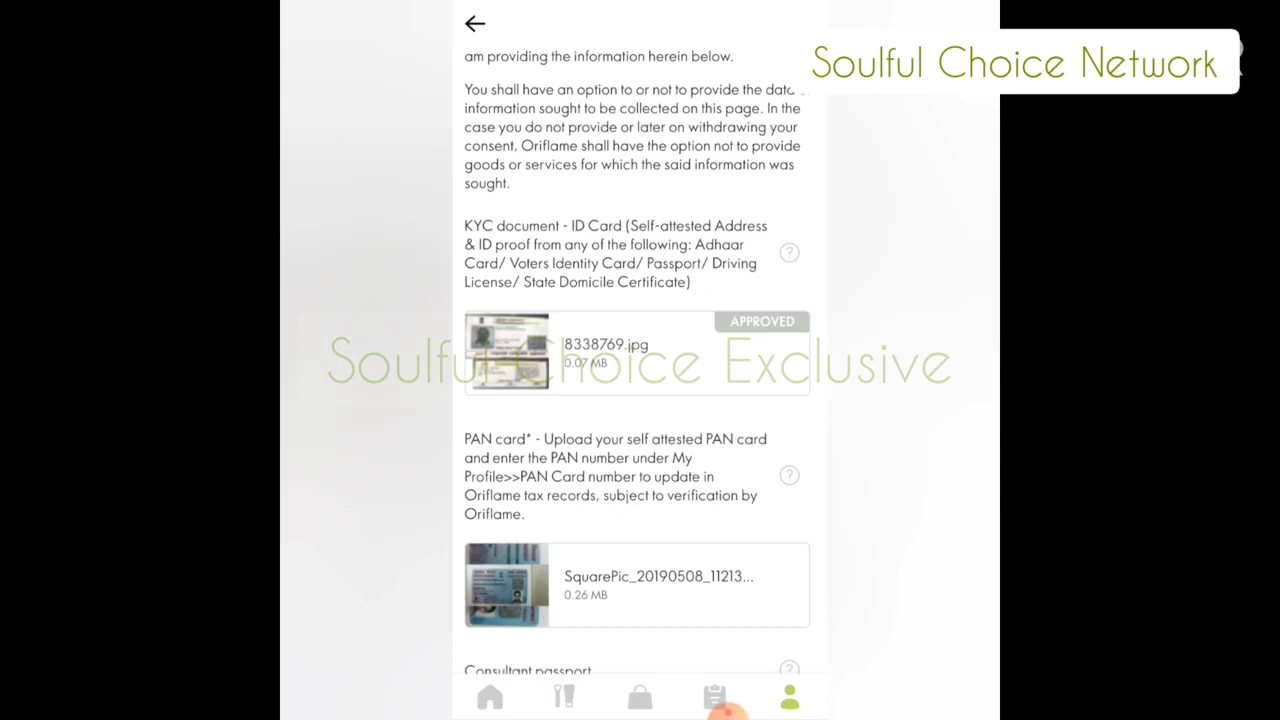 Soulful Choice Network
am providing the information herein below.
You shall have an option to or not to provide the data
information sought to be collected on this page. In the
case you do not provide or later on withdrawing your
consent, Oriflame shall have the option not to provide
goods or services for which the said information was
sought.
KYC document - ID Card (Self-attested Address
& ID proof from any of the following: Adhaar
Card/ Voters Identity Card/ Passport/ Driving
License/ State Domicile Certificate)
?
APPROVED
8338769.jpg
0.07 MB
Soulful Choice Exclusive
PAN card* - Upload your self attested PAN card
and enter the PAN number under My
Profile>>PAN Card number to update in
Oriflame tax records, subject to verification by
Oriflame.
?
SquarePic_20190508_11213...
0.26 MB
Consultant passport
?